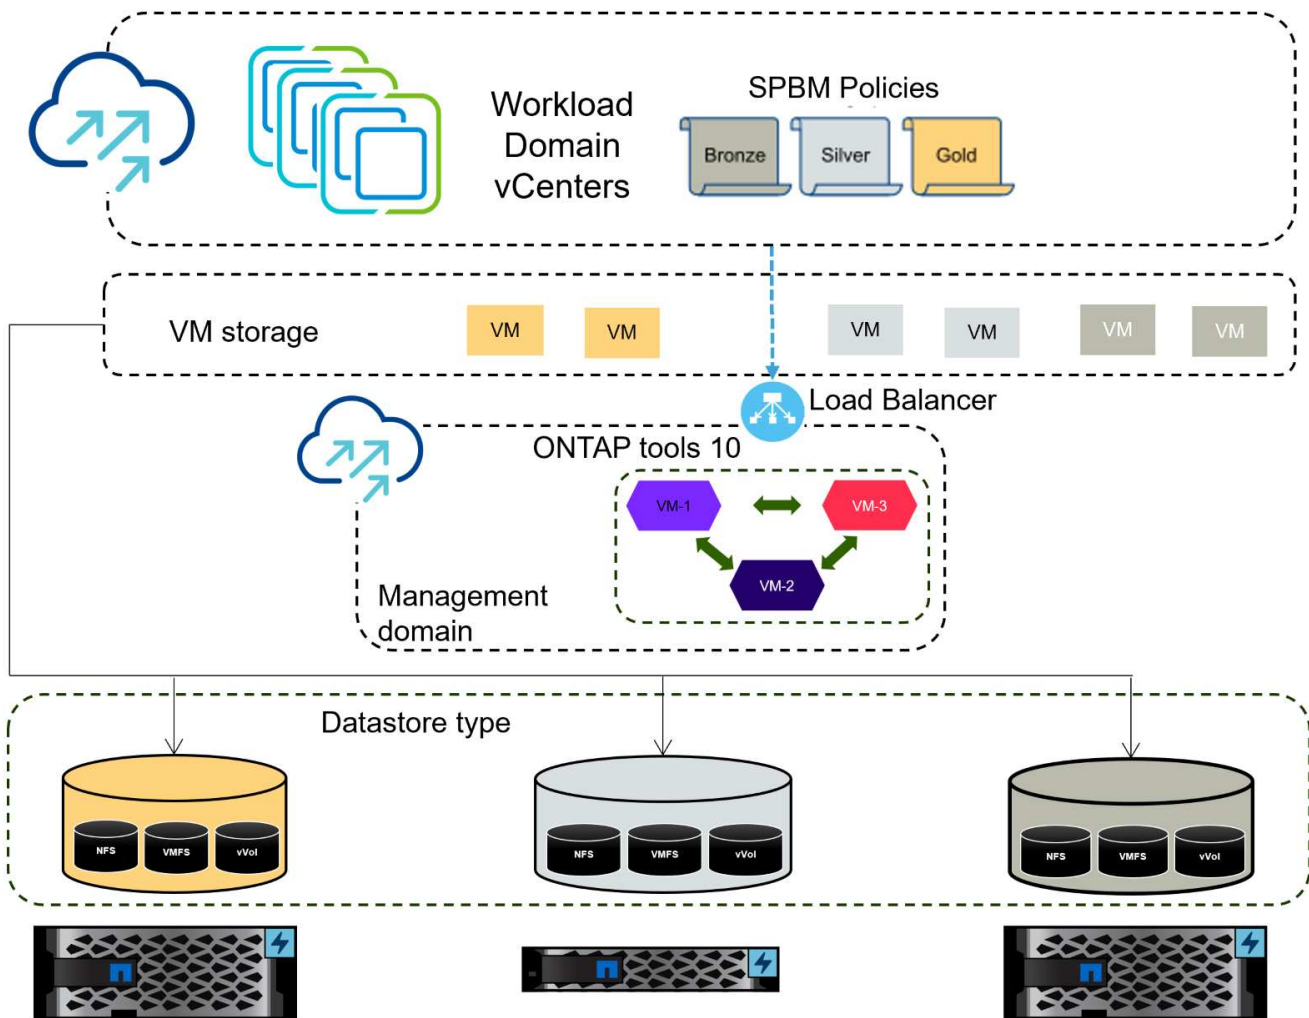 SPBM Policies
Workload
Domain
vCenters
Bronze
Silver
Gold
VM storage
VM
VM
VM
VM
VM
VM
Load Balancer
ONTAP tools 10
VM-1
VM-3
VM-2
Management
domain
Datastore type
NFS
VMFS
vVol
NFS
VMFS
vVol
NFS
VMFS
vVol